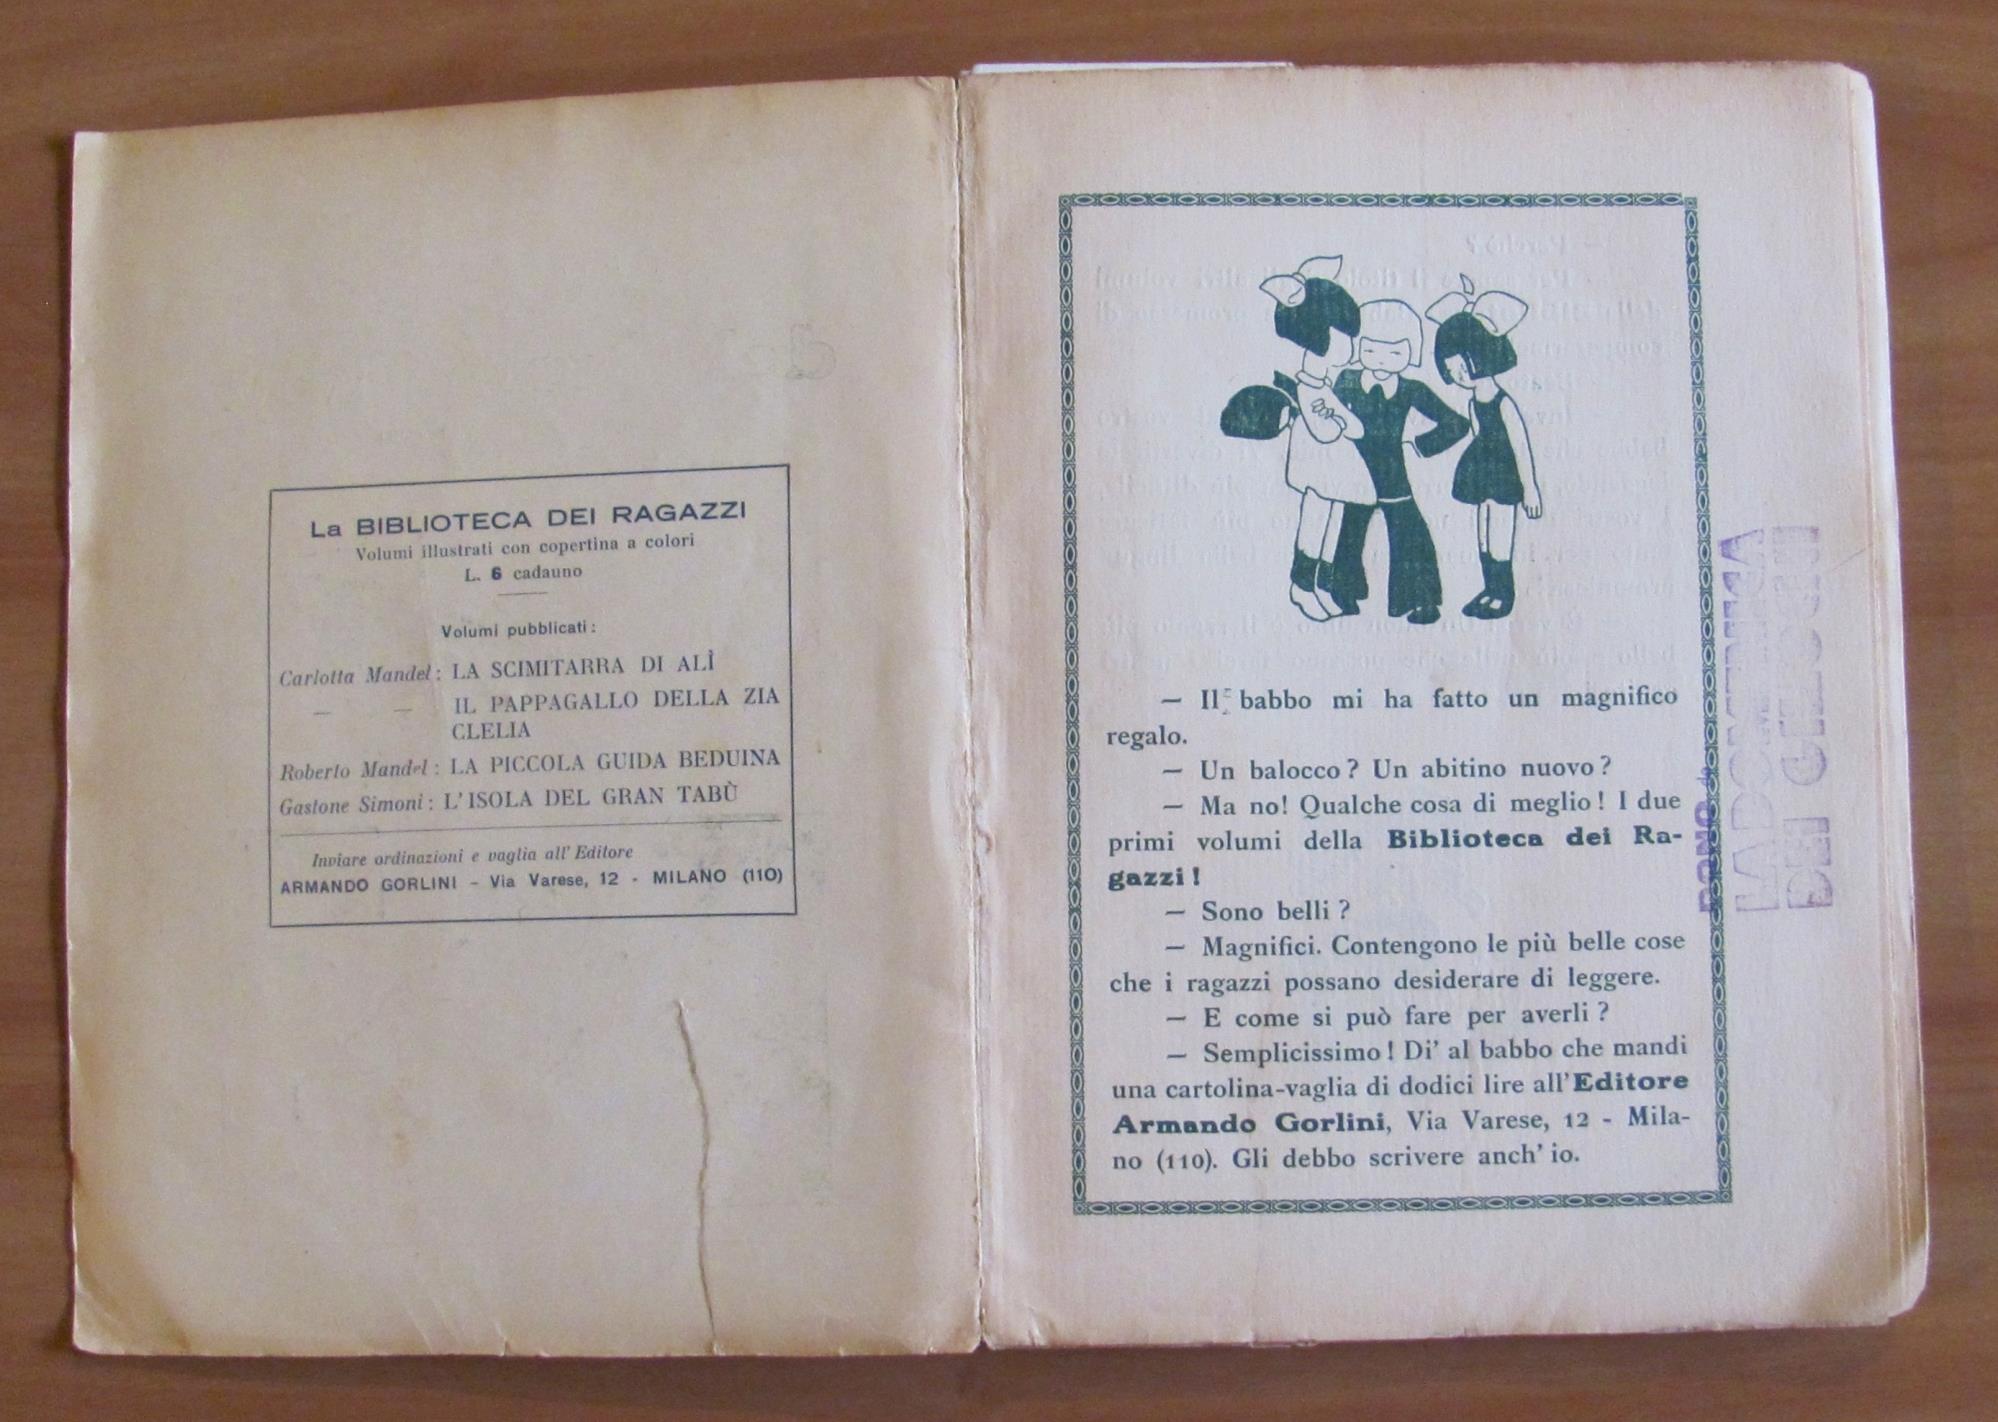 La BIBLIOTECA DEI RAGAZZI
Volumi illustrati con copertina a colori
L. 6 cadauno
Volumi pubblicati:
Carlotta Mandel: LA SCIMITARRA DI ALÌ
— — IL PAPPAGALLO DELLA ZIA
CLELIA
Roberto Mandel: LA PICCOLA GUIDA BEDUINA
Gastone Simoni: L'ISOLA DEL GRAN TABÙ
Inviare ordinazioni e vaglia all'Editore
ARMANDO GORLINI - Via Varese, 12 - MILANO (110)
— Il babbo mi ha fatto un magnifico
regalo.
— Un balocco? Un abitino nuovo?
— Ma no! Qualche cosa di meglio! I due
primi volumi della Biblioteca dei Ra-
gazzi!
— Sono belli?
— Magnifici. Contengono le più belle cose
che i ragazzi possano desiderare di leggere.
— E come si può fare per averli?
— Semplicissimo! Di' al babbo che mandi
una cartolina-vaglia di dodici lire all'Editore
Armando Gorlini, Via Varese, 12 - Mila-
no (110). Gli debbo scrivere anch'io.
DONO
LA DOMENICA
DEI GIUOCHI